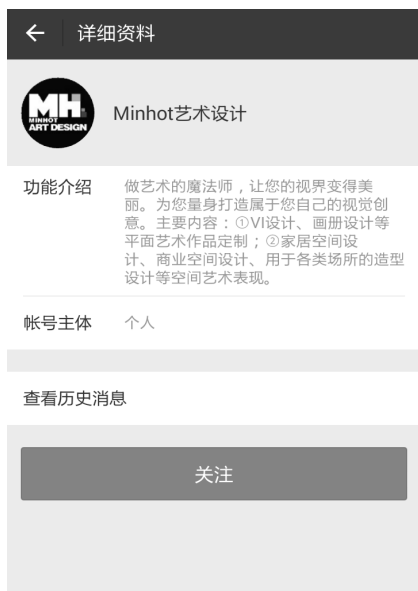 详细资料
MH.
MINHOT
ART DESIGN
Minhot艺术设计
功能介绍
做艺术的魔法师，让您的视界变得美
丽。为您量身打造属于您自己的视觉创
意。主要内容：①VI设计、画册设计等
平面艺术作品定制；②家居空间设
计、商业空间设计、用于各类场所的造型
设计等空间艺术表现。
帐号主体
个人
查看历史消息
关注